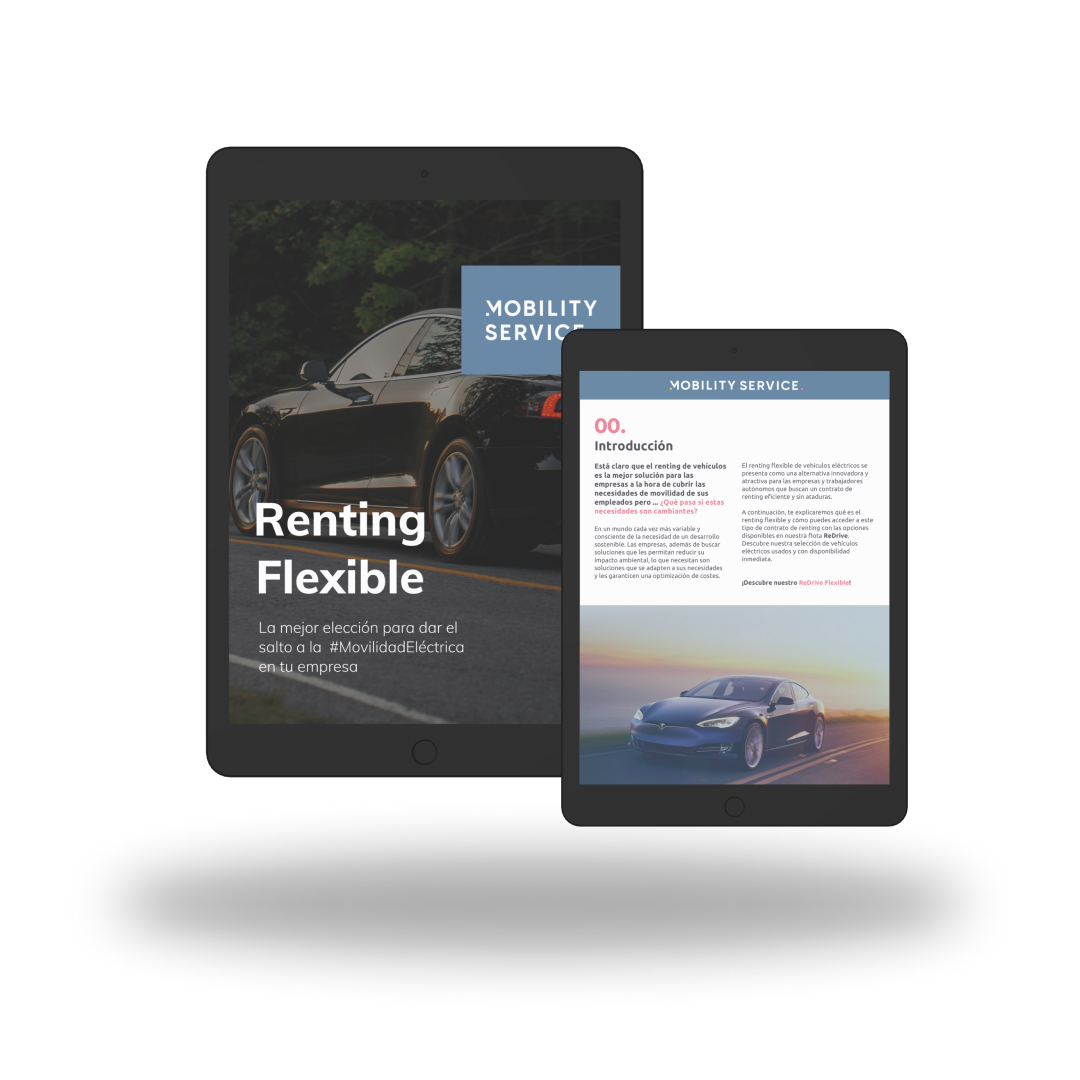 MOBILITY
SERVICE
Renting
Flexible
La mejor elección para dar el
salto a la #MovilidadEléctrica
en tu empresa
MOBILITY SERVICE.
00.
Introducción
Está claro que el renting de vehículos
es la mejor solución para las
empresas a la hora de cubrir las
necesidades de movilidad de sus
empleados pero ... ¿Qué pasa si estas
necesidades son cambiantes?
En un mundo cada vez más variable y
consciente de la necesidad de un desarrollo
sostenible. Las empresas, además de buscar
soluciones que les permitan reducir su
impacto ambiental, lo que necesitan son
soluciones que se adapten a sus necesidades
y les garanticen una optimización de costes.
El renting flexible de vehículos eléctricos se
presenta como una alternativa innovadora y
atractiva para las empresas y trabajadores
autónomos que buscan un contrato de
renting eficiente y sin ataduras.
A continuación, te explicaremos qué es el
renting flexible y cómo puedes acceder a este
tipo de contrato de renting con las opciones
disponibles en nuestra flota ReDrive.
Descubre nuestra selección de vehículos
eléctricos usados y con disponibilidad
inmediata.
¡Descubre nuestro ReDrive Flexible!